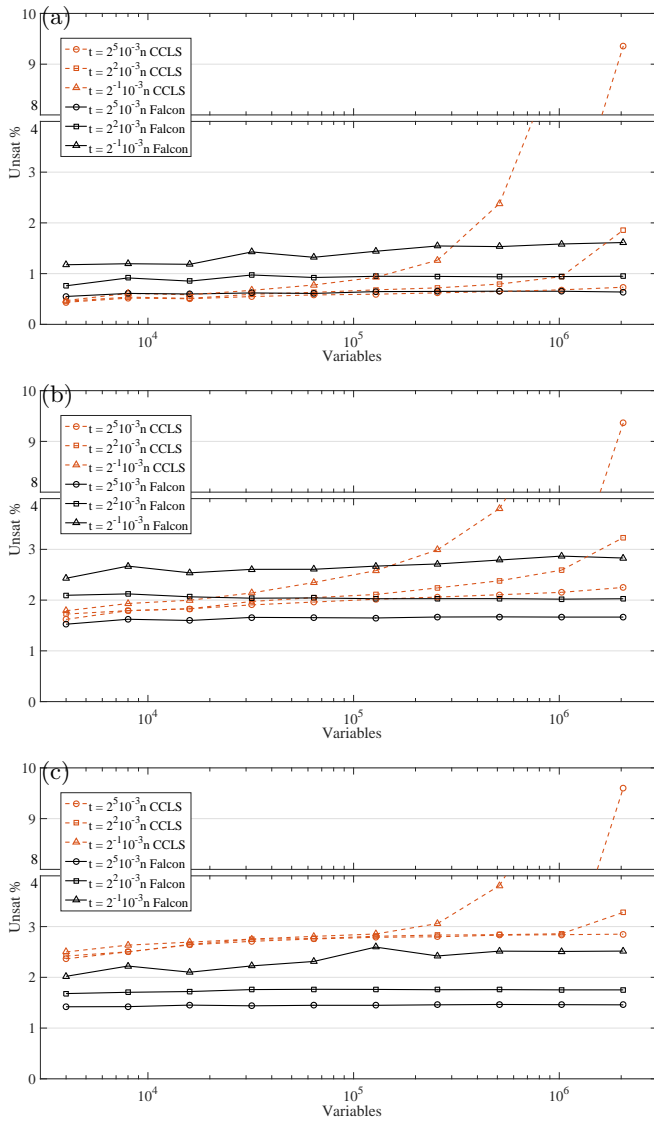 (a)
10
9
8
4
3
2
1
0
Unsat %
t = 2^5 10^-3 n CCLS
t = 2^2 10^-3 n CCLS
t = 2^-1 10^-3 n CCLS
t = 2^5 10^-3 n Falcon
t = 2^2 10^-3 n Falcon
t = 2^-1 10^-3 n Falcon
10^4 10^5 10^6
Variables
(b)
10
9
8
4
3
2
1
0
Unsat %
t = 2^5 10^-3 n CCLS
t = 2^2 10^-3 n CCLS
t = 2^-1 10^-3 n CCLS
t = 2^5 10^-3 n Falcon
t = 2^2 10^-3 n Falcon
t = 2^-1 10^-3 n Falcon
10^4 10^5 10^6
Variables
(c)
10
9
8
4
3
2
1
0
Unsat %
t = 2^5 10^-3 n CCLS
t = 2^2 10^-3 n CCLS
t = 2^-1 10^-3 n CCLS
t = 2^5 10^-3 n Falcon
t = 2^2 10^-3 n Falcon
t = 2^-1 10^-3 n Falcon
10^4 10^5 10^6
Variables